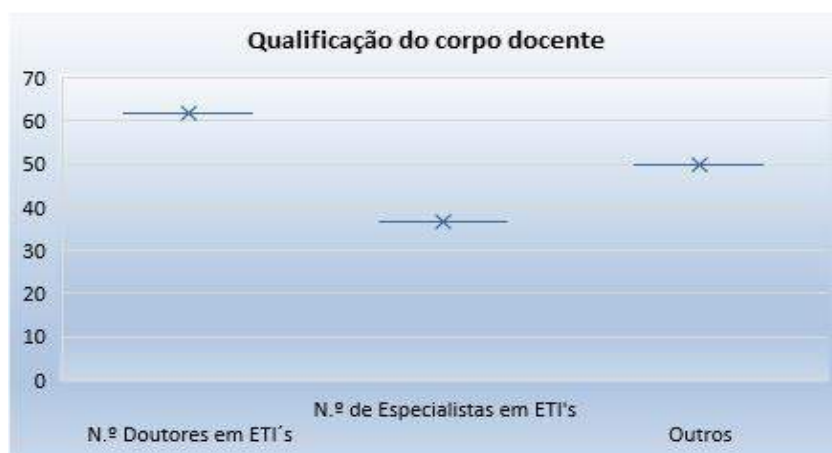 Qualificação do corpo docente
70
60
50
40
30
20
10
0
N.º de Especialistas em ETI's
N.º Doutores em ETI´s
Outros